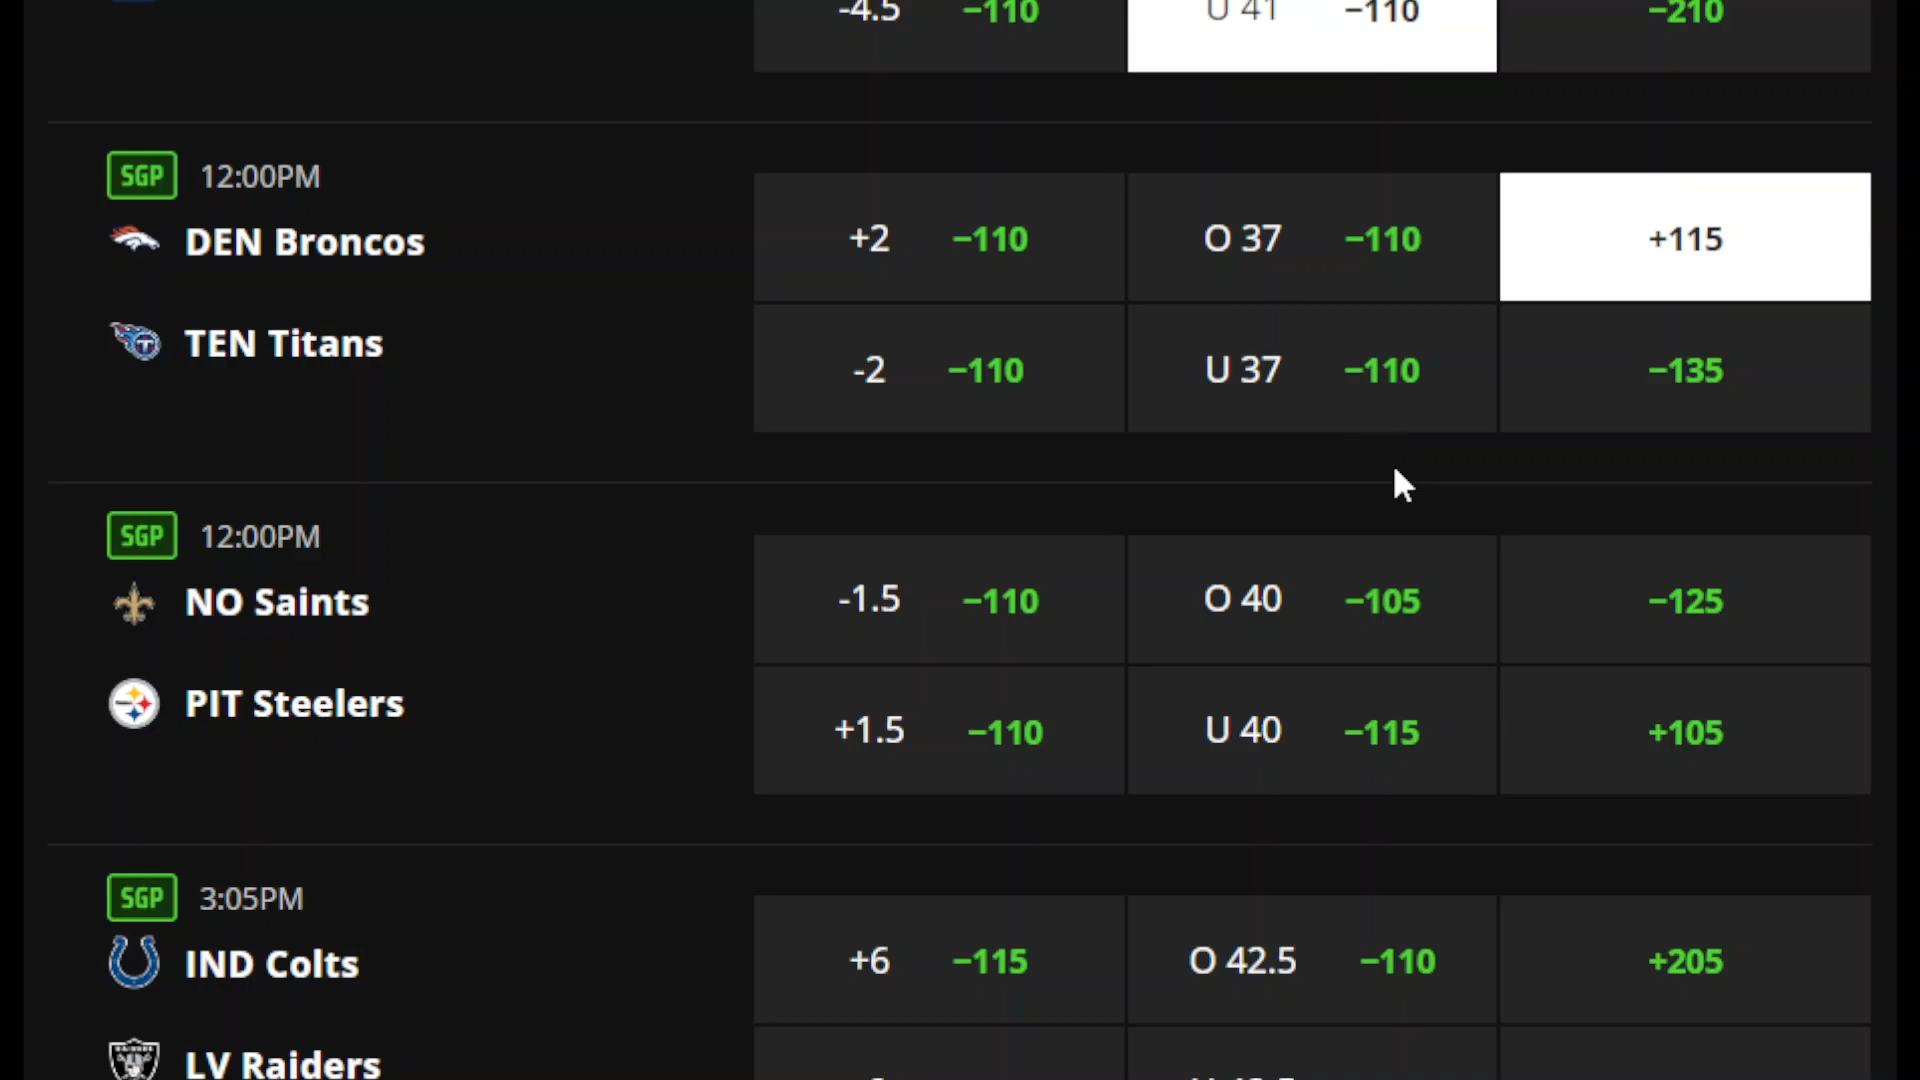 -4.5 −110 U 41 −110 −210
SGP 12:00PM
DEN Broncos +2 −110 O 37 −110 +115
TEN Titans -2 −110 U 37 −110 −135
SGP 12:00PM
NO Saints -1.5 −110 O 40 −105 −125
PIT Steelers +1.5 −110 U 40 −115 +105
SGP 3:05PM
IND Colts +6 −115 O 42.5 −110 +205
LV Raiders